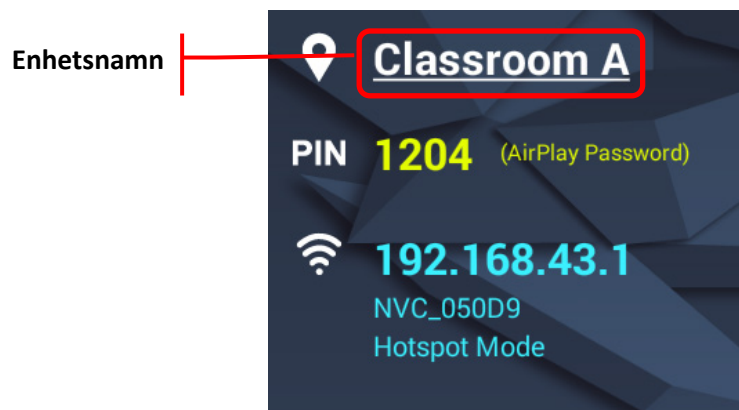 Enhetsnamn
Classroom A
PIN 1204 (AirPlay Password)
192.168.43.1
NVC_050D9
Hotspot Mode